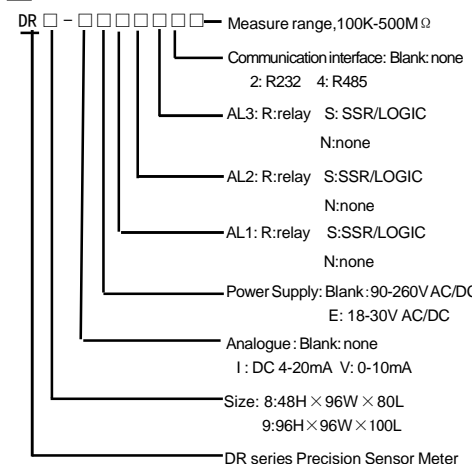 DR □ - □□□□□□□ Measure range,100K-500MΩ
Communication interface: Blank: none
2: R232 4: R485
AL3: R:relay S: SSR/LOGIC
N:none
AL2: R:relay S:SSR/LOGIC
N:none
AL1: R:relay S:SSR/LOGIC
N:none
Power Supply: Blank:90-260V AC/DC
E: 18-30V AC/DC
Analogue: Blank: none
I : DC 4-20mA V: 0-10mA
Size: 8:48H×96W×80L
9:96H×96W×100L
DR series Precision Sensor Meter